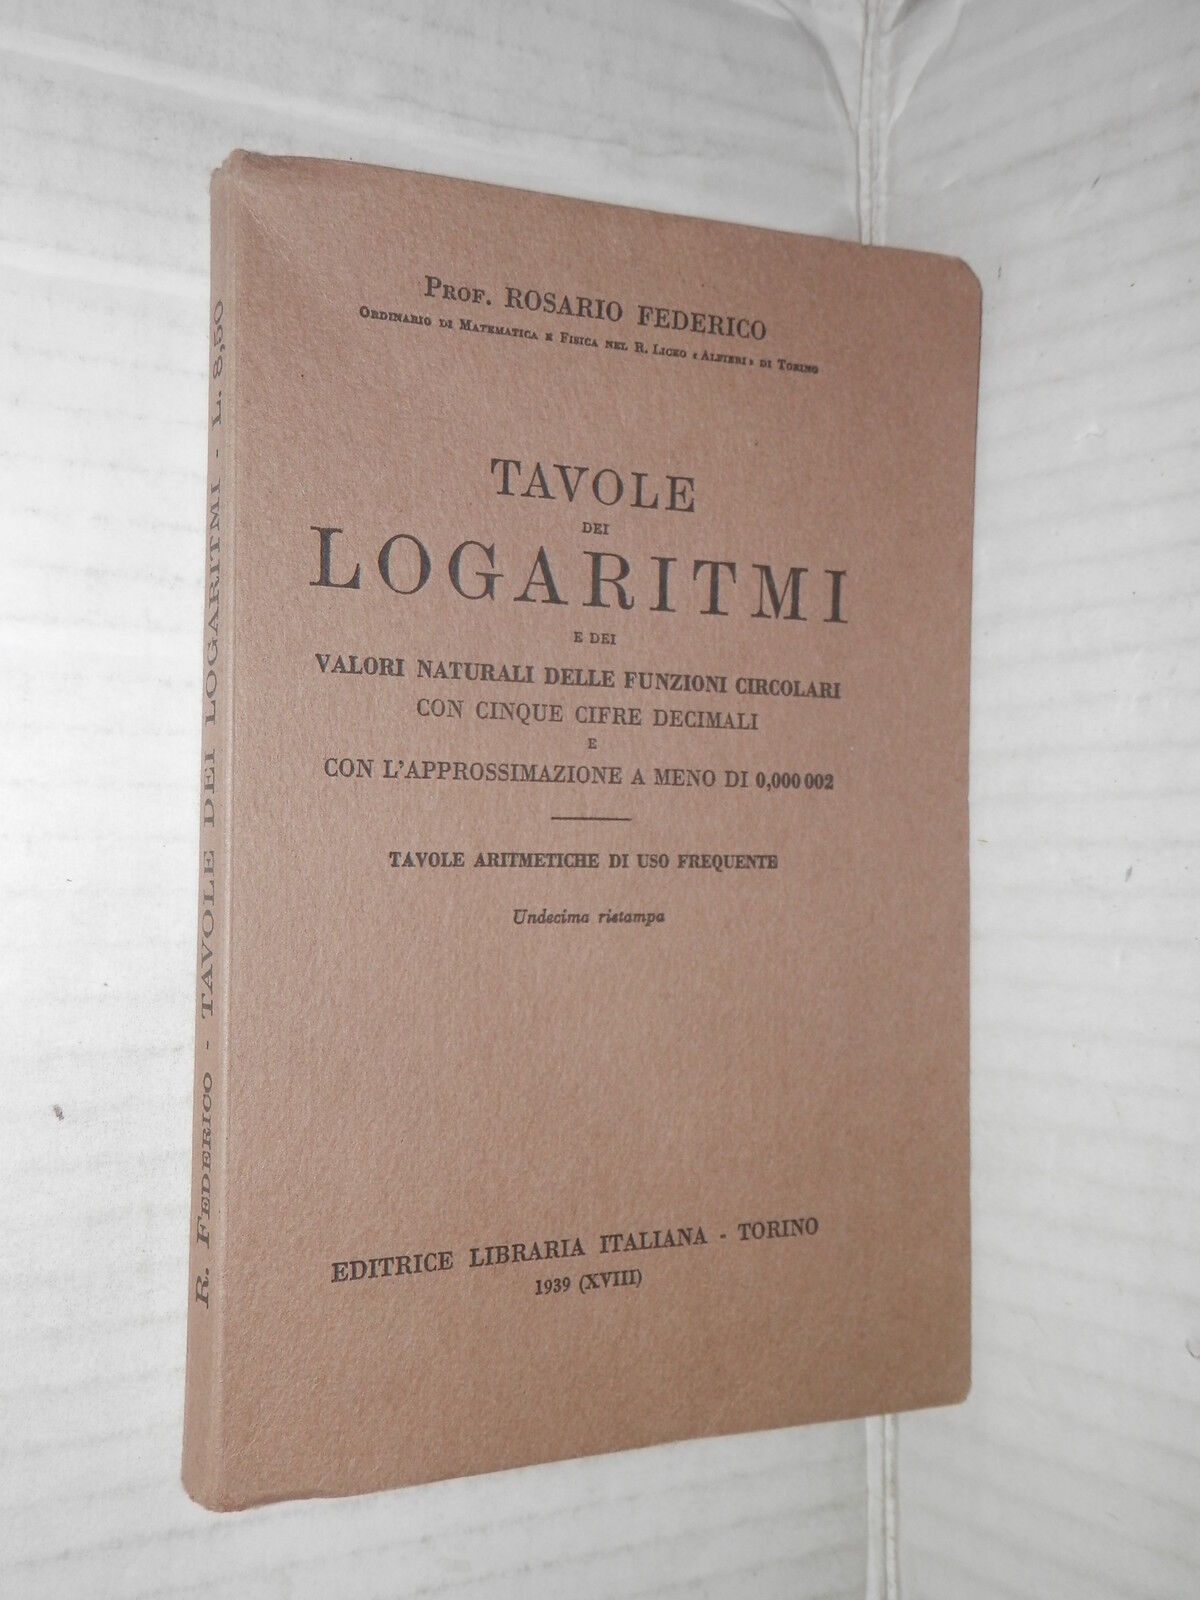 Prof. ROSARIO FEDERICO
Ordinario di Matematica e Fisica nel R. Liceo « Alfieri » di Torino
TAVOLE
DEI
LOGARITMI
E DEI
VALORI NATURALI DELLE FUNZIONI CIRCOLARI
CON CINQUE CIFRE DECIMALI
E
CON L'APPROSSIMAZIONE A MENO DI 0,000 002
TAVOLE ARITMETICHE DI USO FREQUENTE
Undecima ristampa
EDITRICE LIBRARIA ITALIANA - TORINO
1939 (XVIII)
R. Federico - TAVOLE DEI LOGARITMI - L. 8,50